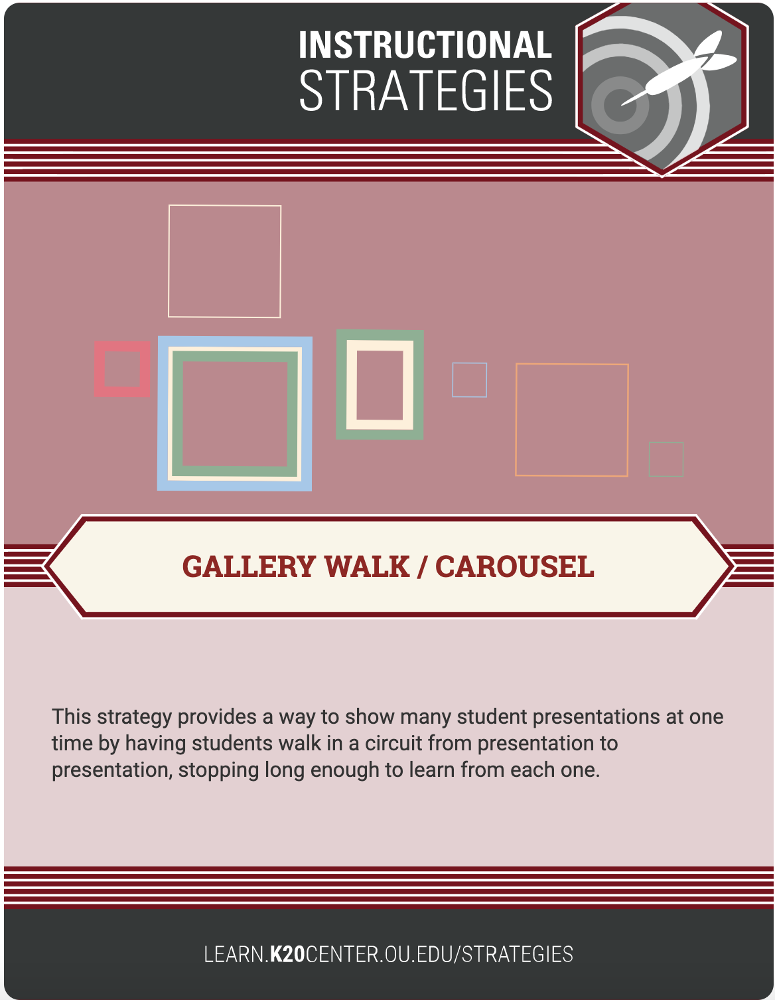 INSTRUCTIONAL
STRATEGIES
GALLERY WALK / CAROUSEL
This strategy provides a way to show many student presentations at one
time by having students walk in a circuit from presentation to
presentation, stopping long enough to learn from each one.
LEARN.K20CENTER.OU.EDU/STRATEGIES